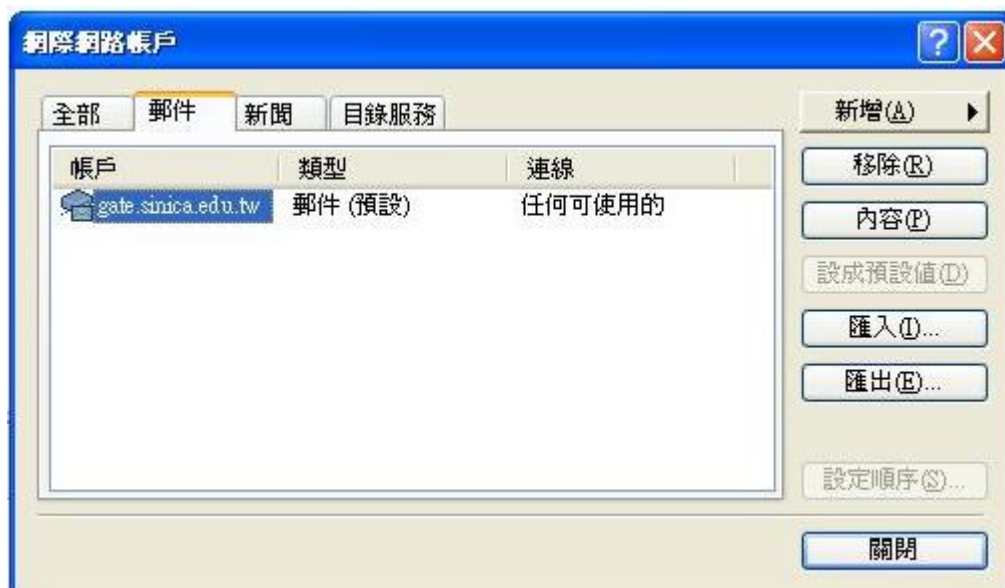 網際網路帳戶
全部 郵件 新聞 目錄服務
帳戶 類型 連線
gate.sinica.edu.tw 郵件 (預設) 任何可使用的
新增(A)
移除(R)
內容(P)
設成預設值(D)
匯入(I)...
匯出(E)...
設定順序(S)...
關閉